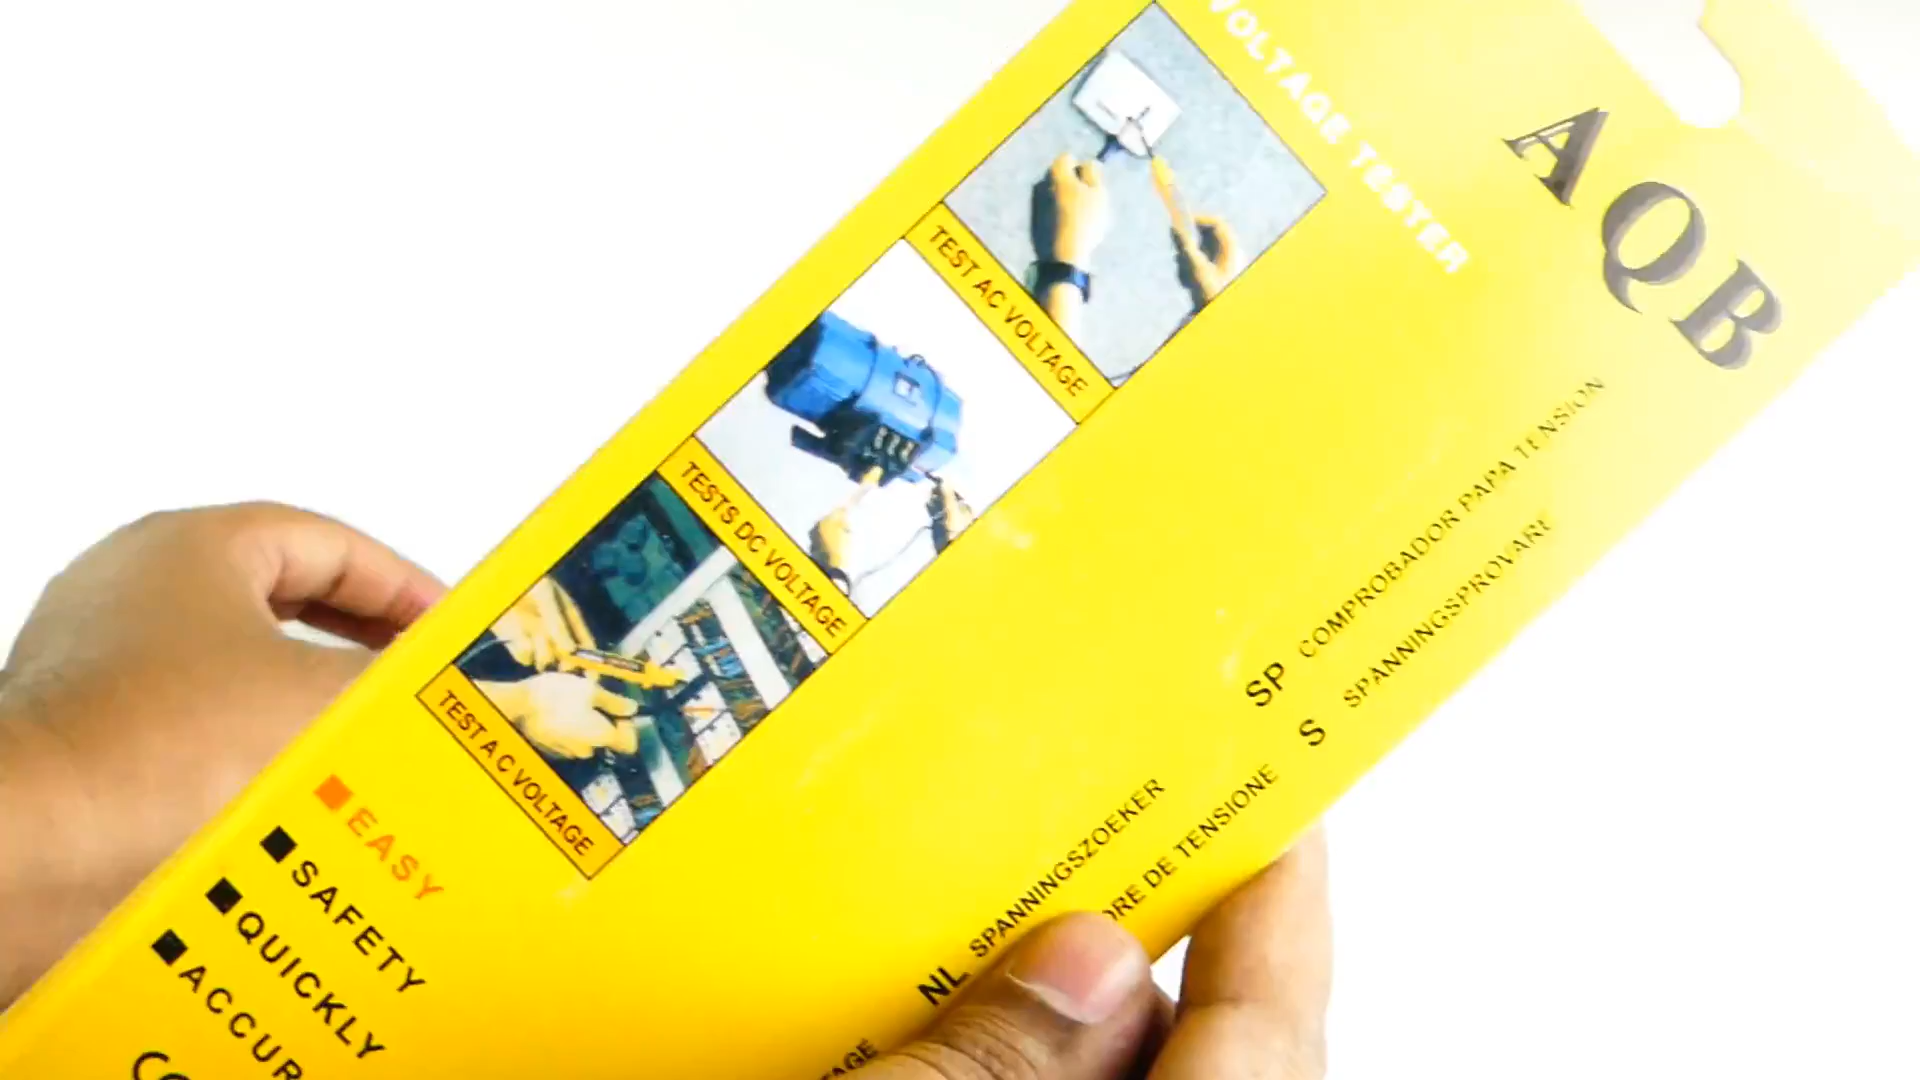 VOLTAGE TESTER
AQB
TEST AC VOLTAGE
TESTS DC VOLTAGE
TEST A C VOLTAGE
SP COMPROBADOR PAPA TENSION
S SPANNINGSPROVARE
NL SPANNINGSZOEKER
DE TENSIONE
EASY
SAFETY
QUICKLY